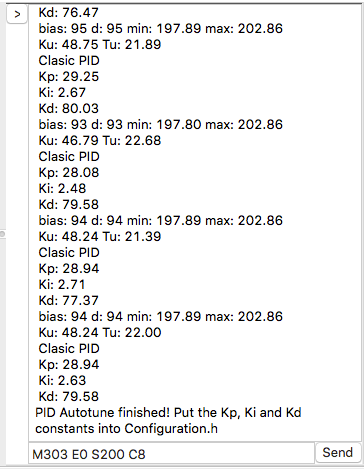 Kd: 76.47
>
bias: 95 d: 95 min: 197.89 max: 202.86
Ku: 48.75 Tu: 21.89
Clasic PID
Kp: 29.25
Ki: 2.67
Kd: 80.03
bias: 93 d: 93 min: 197.80 max: 202.86
Ku: 46.79 Tu: 22.68
Clasic PID
Kp: 28.08
Ki: 2.48
Kd: 79.58
bias: 94 d: 94 min: 197.89 max: 202.86
Ku: 48.24 Tu: 21.39
Clasic PID
Kp: 28.94
Ki: 2.71
Kd: 77.37
bias: 94 d: 94 min: 197.89 max: 202.86
Ku: 48.24 Tu: 22.00
Clasic PID
Kp: 28.94
Ki: 2.63
Kd: 79.58
PID Autotune finished! Put the Kp, Ki and Kd
constants into Configuration.h
M303 E0 S200 C8 Send